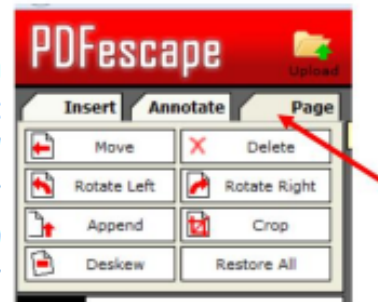 PDFescape
Upload
Insert Annotate Page
Move Delete
Rotate Left Rotate Right
Append Crop
Deskew Restore All